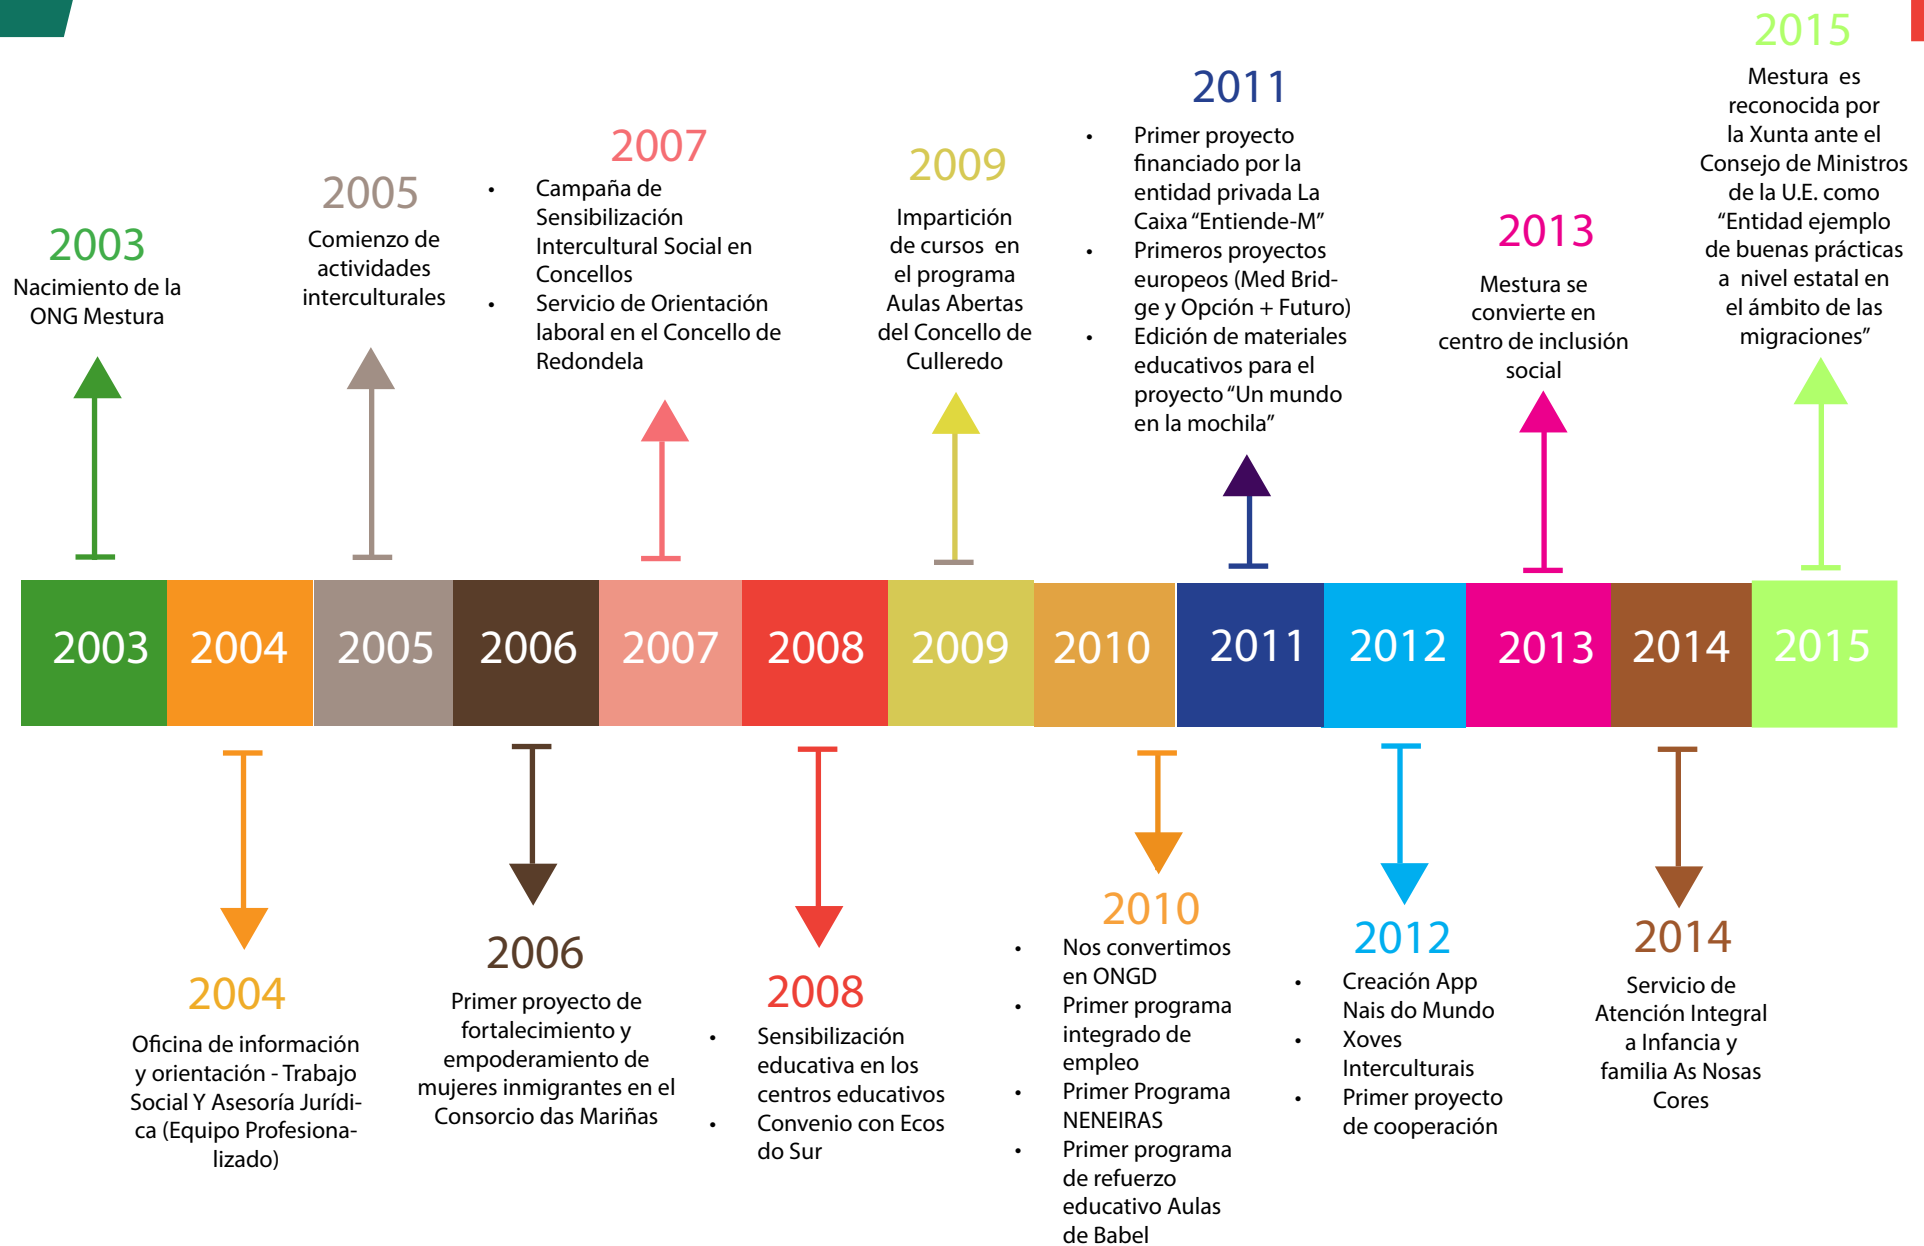 2003
Nacimiento de la
ONG Mestura
2005
Comienzo de
actividades
interculturales
2007
• Campaña de
Sensibilización
Intercultural Social en
Concellos
• Servicio de Orientación
laboral en el Concello de
Redondela
2009
Impartición
de cursos en
el programa
Aulas Abertas
del Concello de
Culleredo
2011
• Primer proyecto
financiado por la
entidad privada La
Caixa “Entiende-M”
• Primeros proyectos
europeos (Med Brid-
ge y Opción + Futuro)
• Edición de materiales
educativos para el
proyecto “Un mundo
en la mochila”
2013
Mestura se
convierte en
centro de inclusión
social
2015
Mestura es
reconocida por
la Xunta ante el
Consejo de Ministros
de la U.E. como
“Entidad ejemplo
de buenas prácticas
a nivel estatal en
el ámbito de las
migraciones”
2003 2004 2005 2006 2007 2008 2009 2010 2011 2012 2013 2014 2015
2004
Oficina de información
y orientación - Trabajo
Social Y Asesoría Jurídi-
ca (Equipo Profesiona-
lizado)
2006
Primer proyecto de
fortalecimiento y
empoderamiento de
mujeres inmigrantes en el
Consorcio das Mariñas
2008
• Sensibilización
educativa en los
centros educativos
• Convenio con Ecos
do Sur
2010
• Nos convertimos
en ONGD
• Primer programa
integrado de
empleo
• Primer Programa
NENEIRAS
• Primer programa
de refuerzo
educativo Aulas
de Babel
2012
• Creación App
Nais do Mundo
• Xoves
Interculturais
• Primer proyecto
de cooperación
2014
Servicio de
Atención Integral
a Infancia y
familia As Nosas
Cores